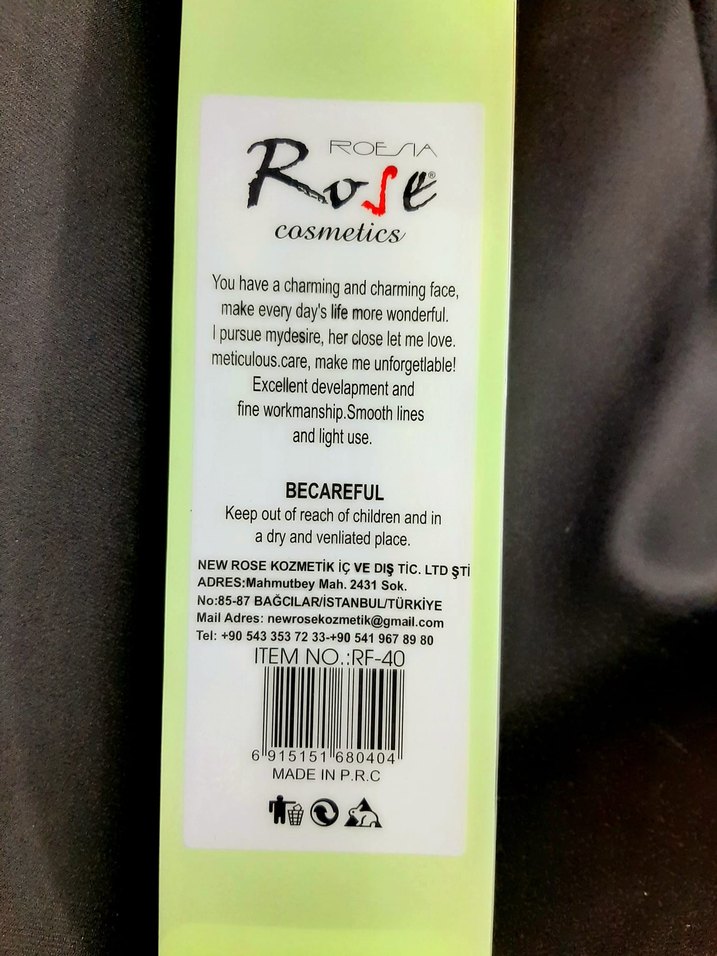 ROESIA
Rose®
cosmetics
You have a charming and charming face,
make every day's life more wonderful.
I pursue mydesire, her close let me love.
meticulous.care, make me unforgetlable!
Excellent develapment and
fine workmanship.Smooth lines
and light use.
BECAREFUL
Keep out of reach of children and in
a dry and venliated place.
NEW ROSE KOZMETİK İÇ VE DIŞ TİC. LTD ŞTİ
ADRES:Mahmutbey Mah. 2431 Sok.
No:85-87 BAĞCILAR/İSTANBUL/TÜRKİYE
Mail Adres: newrosekozmetik@gmail.com
Tel: +90 543 353 72 33-+90 541 967 89 80
ITEM NO.:RF-40
6 915151 680404
MADE IN P.R.C